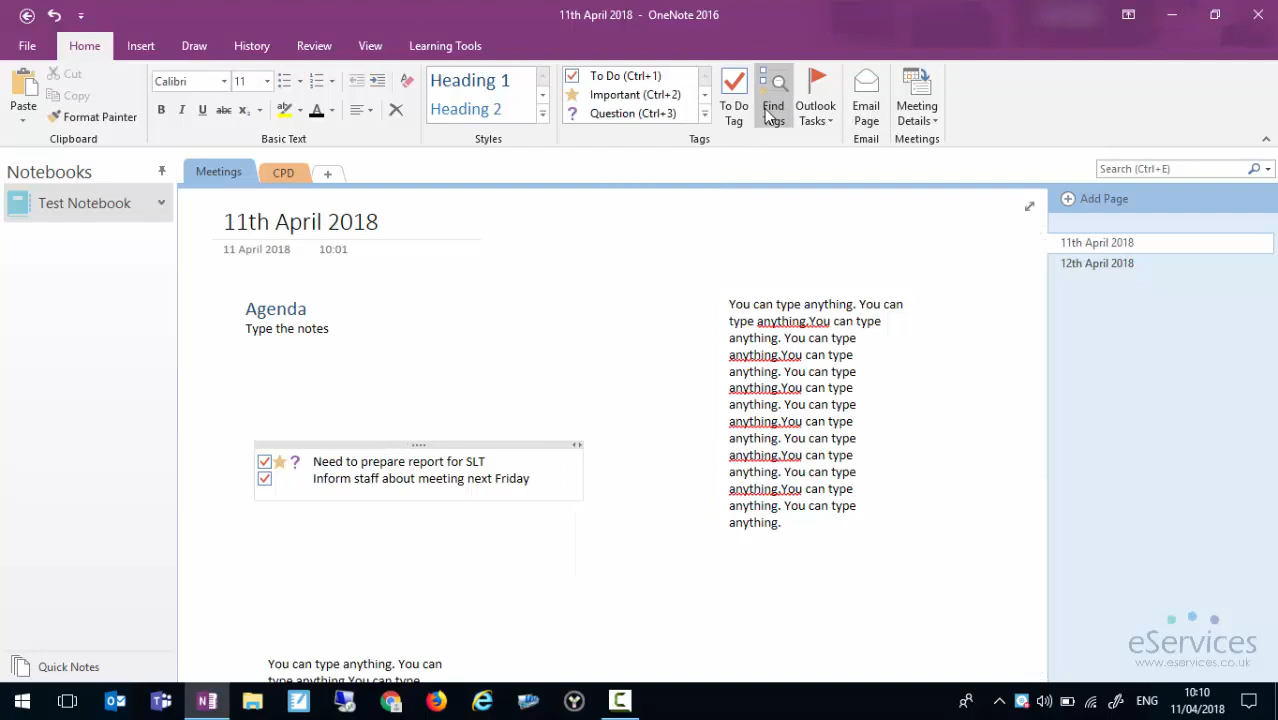 11th April 2018 - OneNote 2016
File Home Insert Draw History Review View Learning Tools
Paste
Cut
Copy
Format Painter
Clipboard
Calibri 11
B I U abc X₂
Basic Text
Heading 1
Heading 2
Styles
To Do (Ctrl+1)
Important (Ctrl+2)
Question (Ctrl+3)
Tags
To Do
Tag
Find
Tags
Outlook
Tasks
Email
Page
Email
Meeting
Details
Meetings
Notebooks
Test Notebook
Quick Notes
Meetings CPD
Search (Ctrl+E)
11th April 2018
11 April 2018 10:01
Agenda
Type the notes
Need to prepare report for SLT
Inform staff about meeting next Friday
You can type anything. You can
type anything.You can type
anything. You can type
anything.You can type
anything. You can type
anything.You can type
anything. You can type
anything.You can type
anything. You can type
anything.You can type
anything. You can type
anything.You can type
anything. You can type
anything.
You can type anything. You can
type anything.You can type
Add Page
11th April 2018
12th April 2018
eServices
www.eservices.co.uk
ENG
10:10
11/04/2018